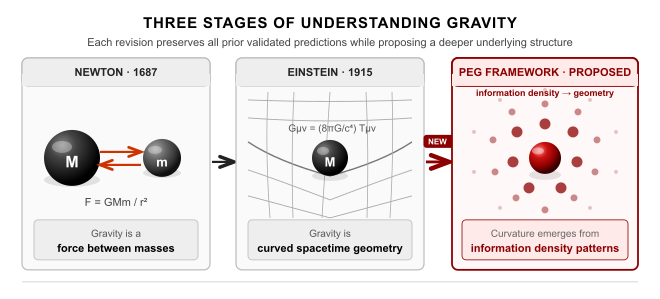 THREE STAGES OF UNDERSTANDING GRAVITY
Each revision preserves all prior validated predictions while proposing a deeper underlying structure
NEWTON · 1687
M
m
F = GMm / r²
Gravity is a
force between masses
EINSTEIN · 1915
Gμν = (8πG/c⁴) Tμν
M
Gravity is
curved spacetime geometry
NEW
PEG FRAMEWORK · PROPOSED
information density → geometry
Curvature emerges from
information density patterns